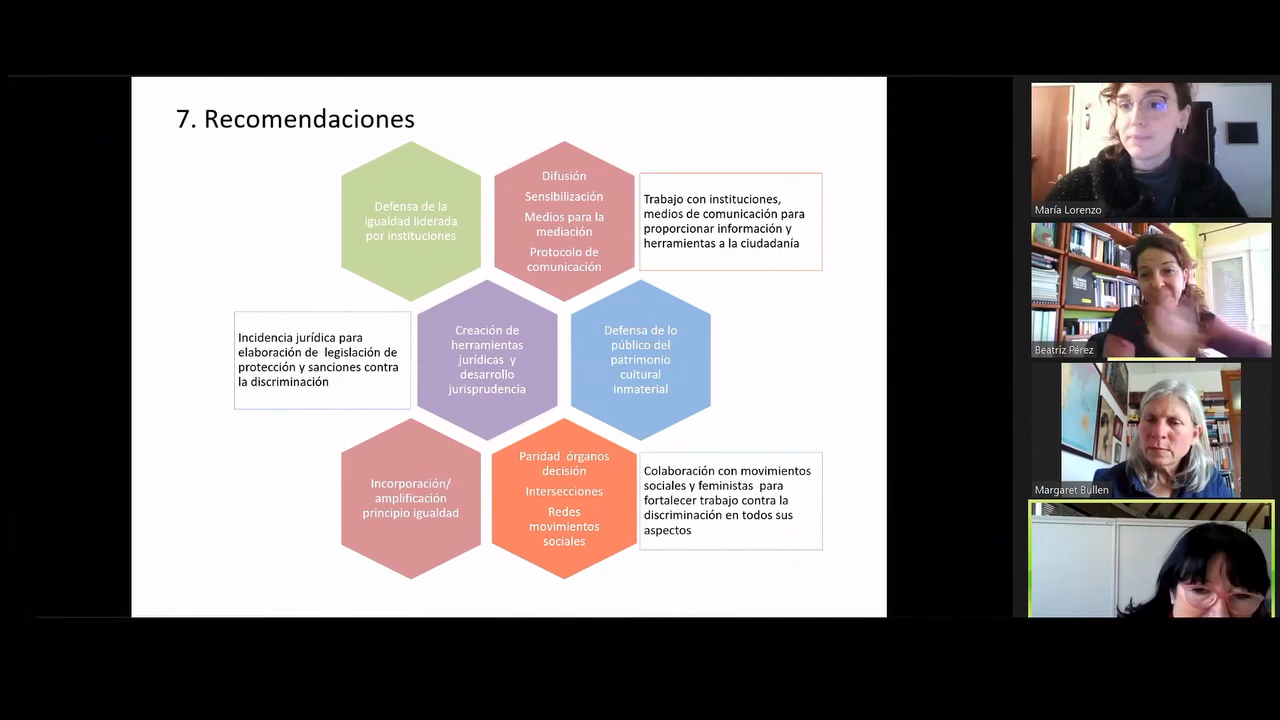 7. Recomendaciones
Defensa de la
igualdad liderada
por instituciones
Difusión
Sensibilización
Medios para la
mediación
Protocolo de
comunicación
Trabajo con instituciones,
medios de comunicación para
proporcionar información y
herramientas a la ciudadanía
Incidencia jurídica para
elaboración de legislación de
protección y sanciones contra
la discriminación
Creación de
herramientas
jurídicas y
desarrollo
jurisprudencia
Defensa de lo
público del
patrimonio
cultural
inmaterial
Incorporación/
amplificación
principio igualdad
Paridad órganos
decisión
Intersecciones
Redes
movimientos
sociales
Colaboración con movimientos
sociales y feministas para
fortalecer trabajo contra la
discriminación en todos sus
aspectos
María Lorenzo
Beatriz Pérez
Margaret Bullen